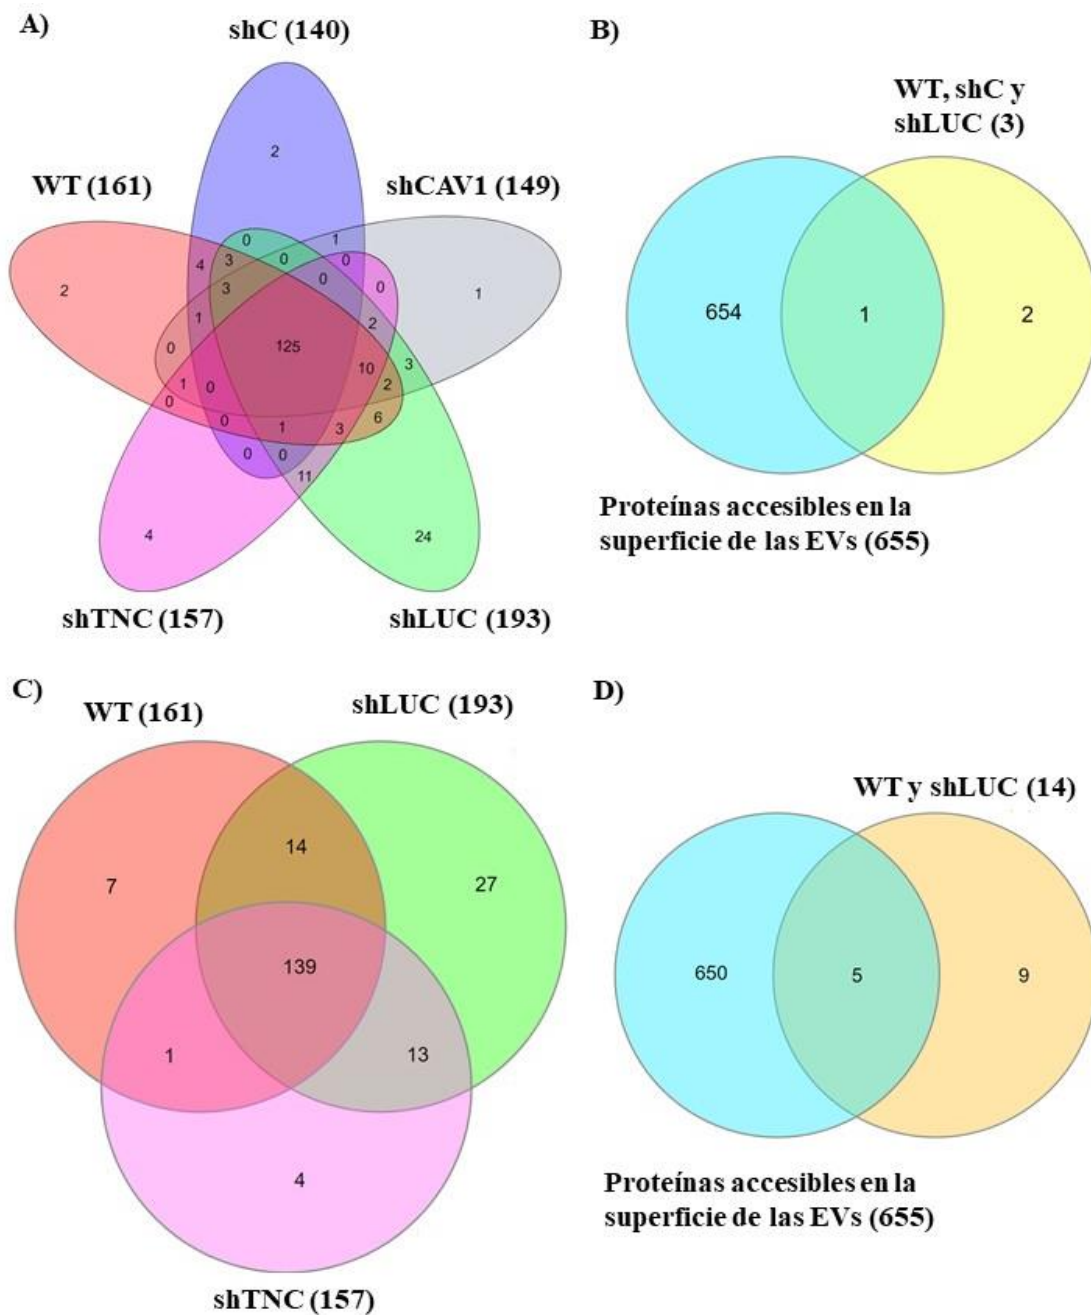 A)
shC (140)
WT (161)
shCAV1 (149)
2
0
1
4
3
0
0
2
3
0
0
1
1
2
0
125
10
3
1
0
2
0
0
1
3
6
0
0
11
4
24
shTNC (157)
shLUC (193)
B)
WT, shC y
shLUC (3)
654
1
2
Proteínas accesibles en la
superficie de las EVs (655)
C)
WT (161)
shLUC (193)
14
7
27
139
1
13
4
shTNC (157)
D)
WT y shLUC (14)
650
5
9
Proteínas accesibles en la
superficie de las EVs (655)